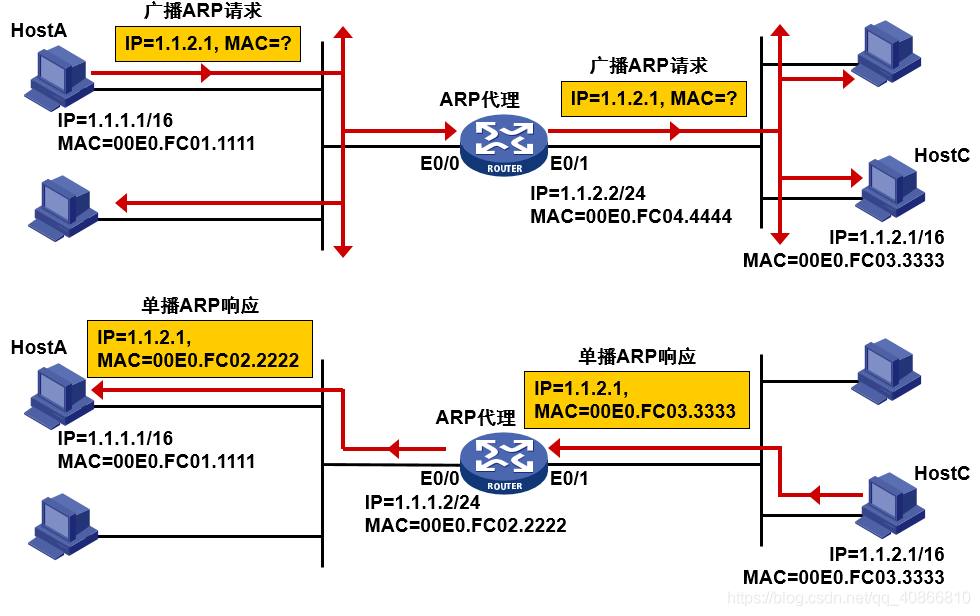 广播ARP请求
HostA
IP=1.1.2.1, MAC=?
IP=1.1.1.1/16
MAC=00E0.FC01.1111
ARP代理
E0/0
ROUTER
E0/1
广播ARP请求
IP=1.1.2.1, MAC=?
IP=1.1.2.2/24
MAC=00E0.FC04.4444
HostC
IP=1.1.2.1/16
MAC=00E0.FC03.3333
单播ARP响应
HostA
IP=1.1.2.1,
MAC=00E0.FC02.2222
IP=1.1.1.1/16
MAC=00E0.FC01.1111
单播ARP响应
IP=1.1.2.1,
MAC=00E0.FC03.3333
ARP代理
E0/0
ROUTER
E0/1
IP=1.1.1.2/24
MAC=00E0.FC02.2222
HostC
IP=1.1.2.1/16
MAC=00E0.FC03.3333
https://blog.csdn.net/qq_40866810